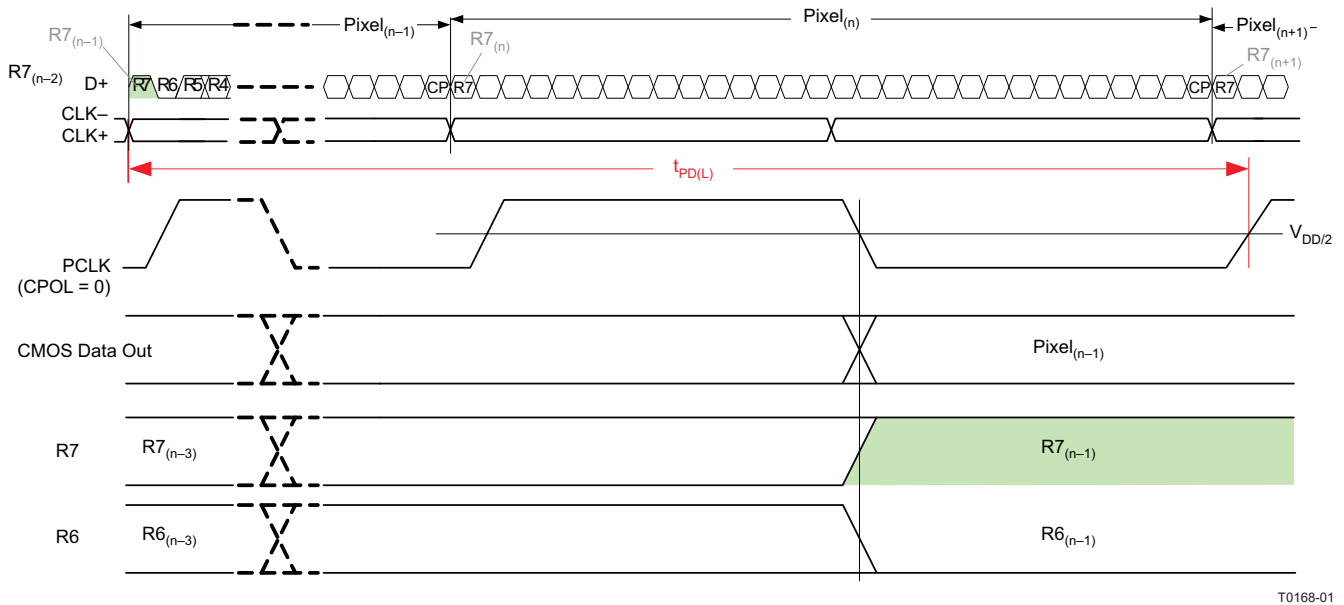 Pixel(n–1) Pixel(n) Pixel(n+1)
R7(n–1) R7(n) R7(n+1)
R7(n–2)
D+ R7 R6 R5 R4 CP R7 CP R7
CLK–
CLK+
tPD(L)
VDD/2
PCLK
(CPOL = 0)
CMOS Data Out Pixel(n–1)
R7 R7(n–3) R7(n–1)
R6 R6(n–3) R6(n–1)
T0168-01